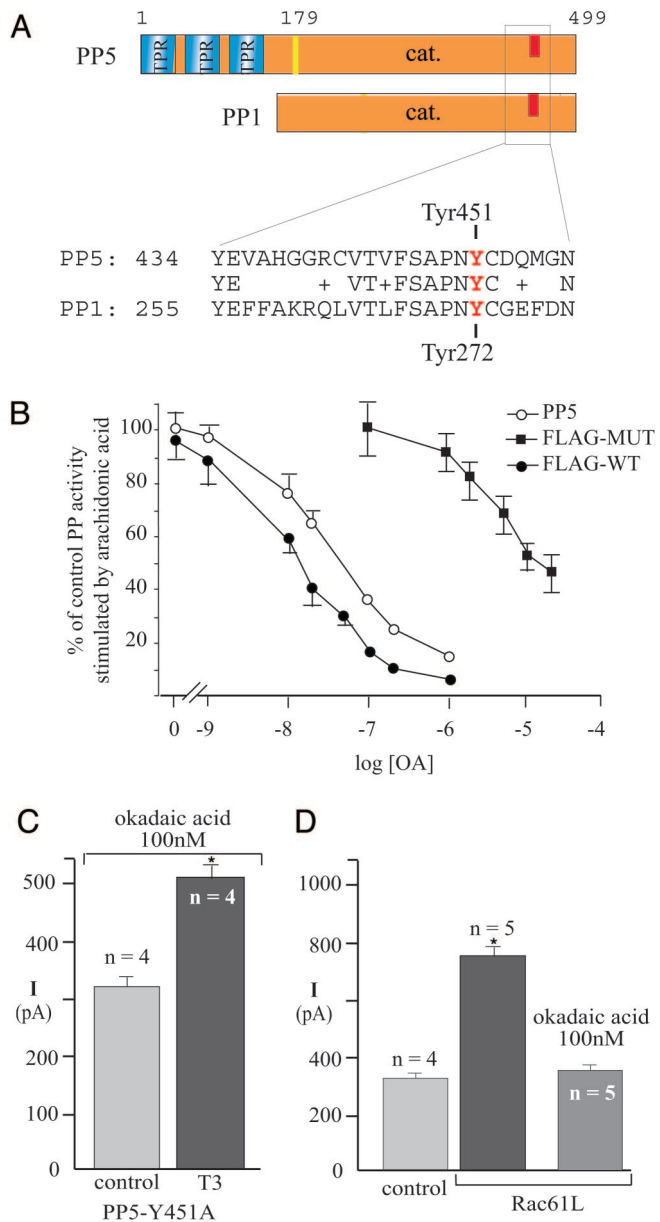 A
1 179 499
PP5 TPR TPR TPR cat.
PP1 cat.
Tyr451
PP5: 434 YEVAHGGRCVTVFSAPNYCDQMGN
YE + VT+FSAPNYC + N
PP1: 255 YEFFAKRQLVTLFSAPNYCGEFDN
Tyr272
B
% of control PP activity
stimulated by arachidonic acid
100
80
60
40
20
PP5
FLAG-MUT
FLAG-WT
0 -9 -8 -7 -6 -5 -4
log [OA]
C
okadaic acid
100nM
500
400
I
(pA)
200
100
0
n = 4
*
n = 4
control T3
PP5-Y451A
D
1000
800
I
(pA)
400
200
0
n = 4
n = 5
*
okadaic acid
100nM
n = 5
control
Rac61L